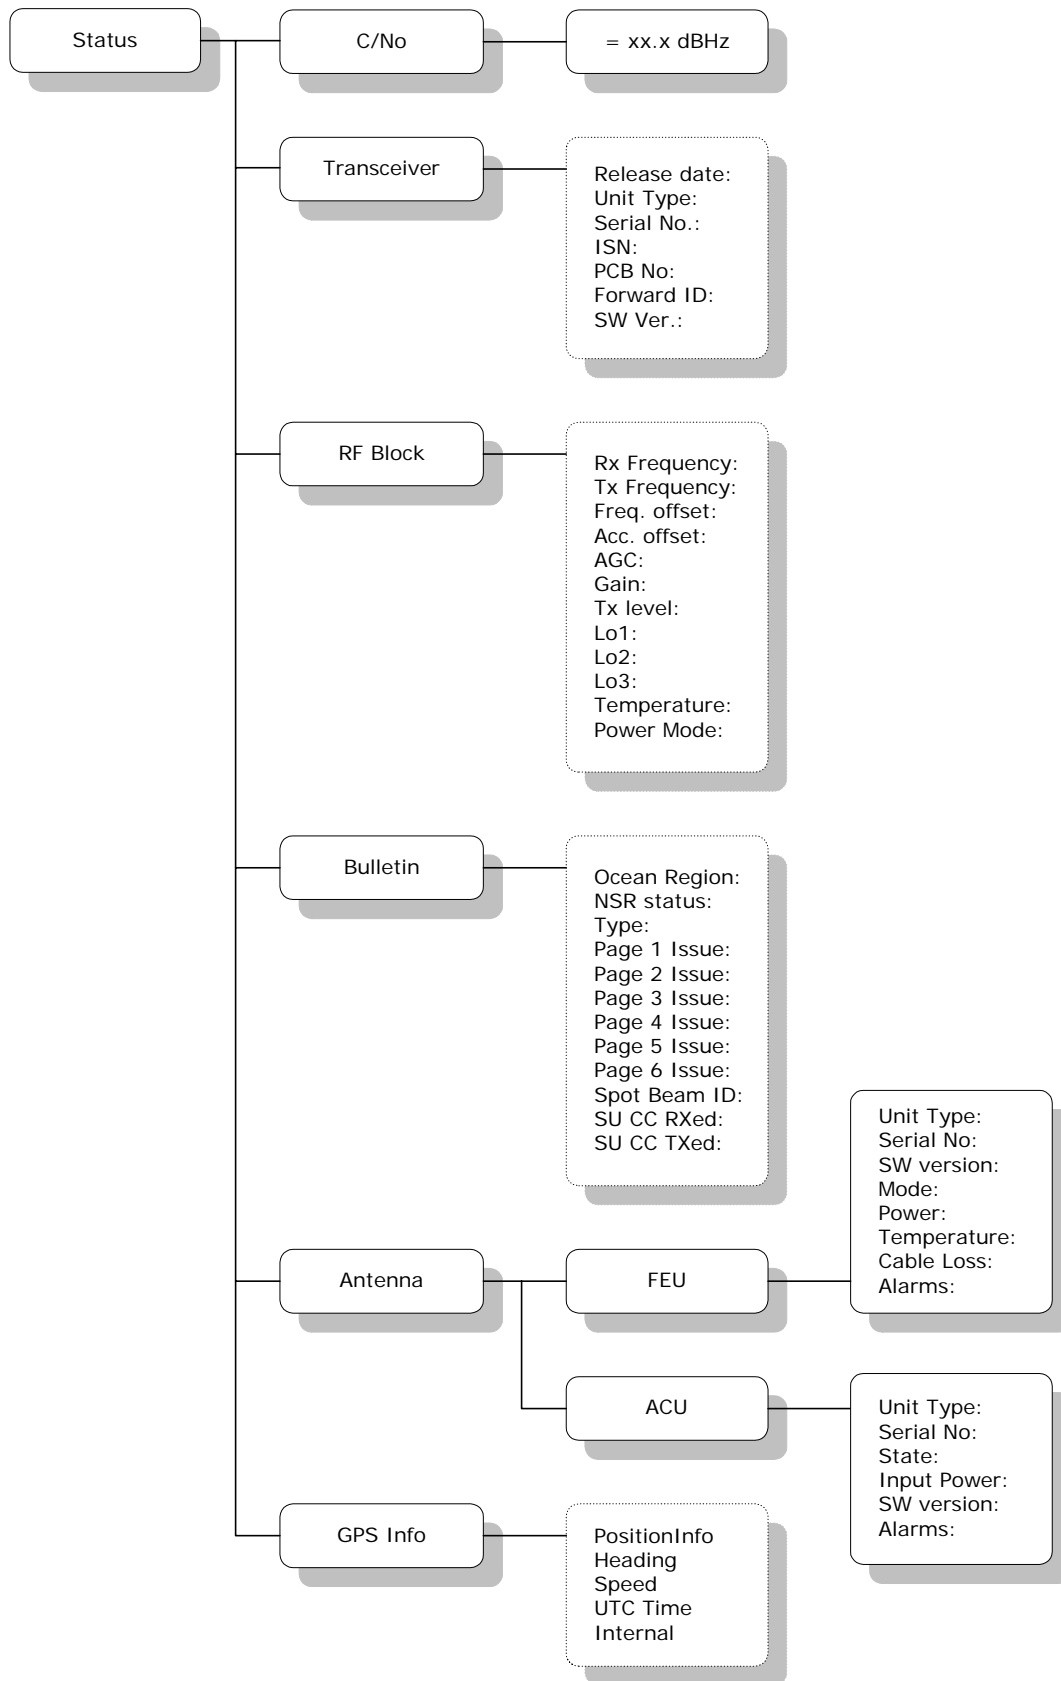 Status
C/No
= xx.x dBHz
Transceiver
Release date:
Unit Type:
Serial No.:
ISN:
PCB No:
Forward ID:
SW Ver.:
RF Block
Rx Frequency:
Tx Frequency:
Freq. offset:
Acc. offset:
AGC:
Gain:
Tx level:
Lo1:
Lo2:
Lo3:
Temperature:
Power Mode:
Bulletin
Ocean Region:
NSR status:
Type:
Page 1 Issue:
Page 2 Issue:
Page 3 Issue:
Page 4 Issue:
Page 5 Issue:
Page 6 Issue:
Spot Beam ID:
SU CC RXed:
SU CC TXed:
Antenna
FEU
Unit Type:
Serial No:
SW version:
Mode:
Power:
Temperature:
Cable Loss:
Alarms:
ACU
Unit Type:
Serial No:
State:
Input Power:
SW version:
Alarms:
GPS Info
PositionInfo
Heading
Speed
UTC Time
Internal